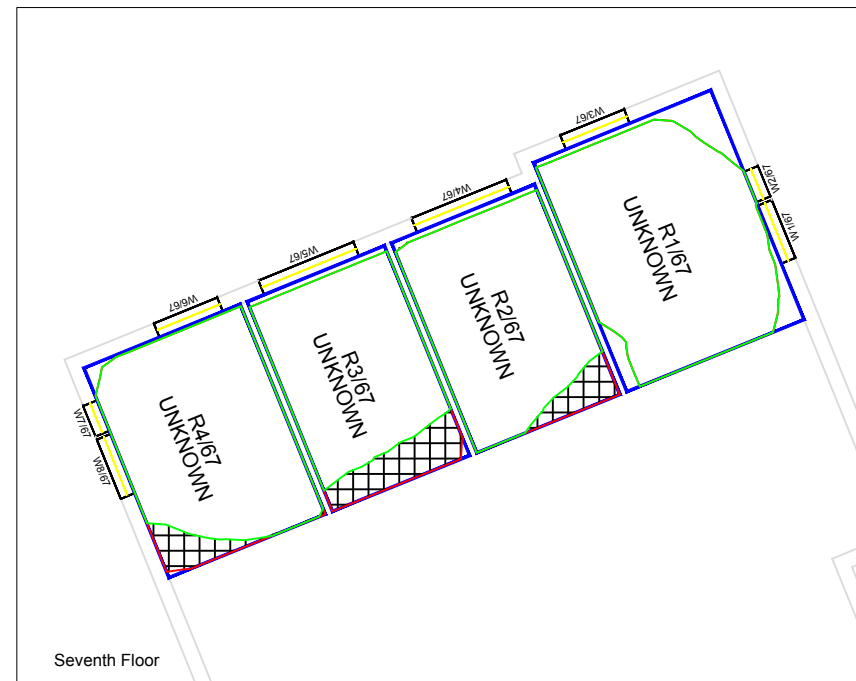 W3/67
W2/67
W1/67
R1/67
UNKNOWN
W4/67
R2/67
UNKNOWN
W5/67
R3/67
UNKNOWN
W6/67
R4/67
UNKNOWN
W7/67
W8/67
Seventh Floor